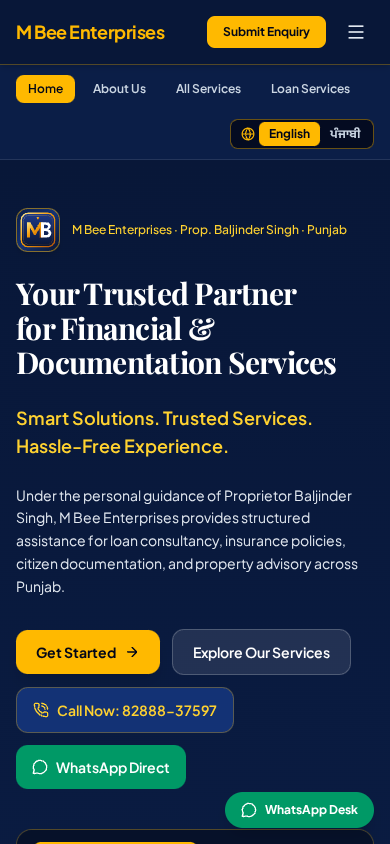 M Bee Enterprises
Submit Enquiry
Home
About Us
All Services
Loan Services
English
ਪੰਜਾਬੀ
MB
M Bee Enterprises · Prop. Baljinder Singh · Punjab
Your Trusted Partner
for Financial &
Documentation Services
Smart Solutions. Trusted Services.
Hassle-Free Experience.
Under the personal guidance of Proprietor Baljinder
Singh, M Bee Enterprises provides structured
assistance for loan consultancy, insurance policies,
citizen documentation, and property advisory across
Punjab.
Get Started
Explore Our Services
Call Now: 82888-37597
WhatsApp Direct
WhatsApp Desk